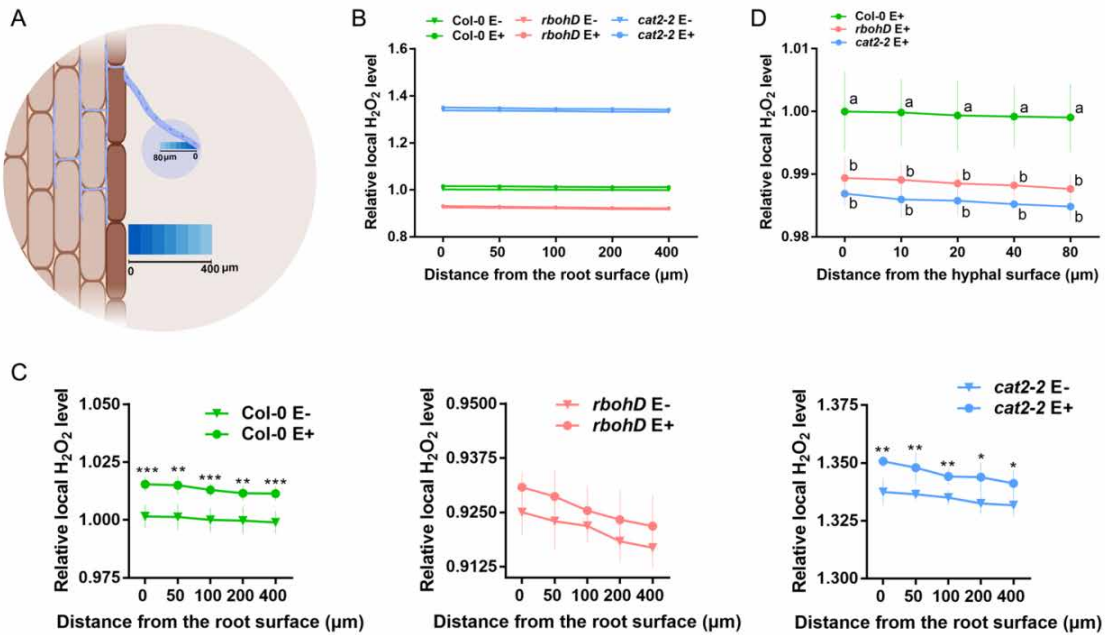 A
80 µm
0
0
400 µm
B
Col-0 E-
rbohD E-
cat2-2 E-
Col-0 E+
rbohD E+
cat2-2 E+
Relative local H₂O₂ level
1.6
1.4
1.2
1.0
0.8
0 50 100 200 400
Distance from the root surface (µm)
D
Col-0 E+
rbohD E+
cat2-2 E+
Relative local H₂O₂ level
1.01
1.00
0.99
0.98
a a a a a
b b b b b
b b b b b
0 10 20 40 80
Distance from the hyphal surface (µm)
C
Col-0 E-
Col-0 E+
Relative local H₂O₂ level
1.050
1.025
1.000
0.975
*** ** *** ** ***
0 50 100 200 400
Distance from the root surface (µm)
rbohD E-
rbohD E+
Relative local H₂O₂ level
0.9500
0.9375
0.9250
0.9125
0 50 100 200 400
Distance from the root surface (µm)
cat2-2 E-
cat2-2 E+
Relative local H₂O₂ level
1.375
1.350
1.325
1.300
** ** ** * *
0 50 100 200 400
Distance from the root surface (µm)